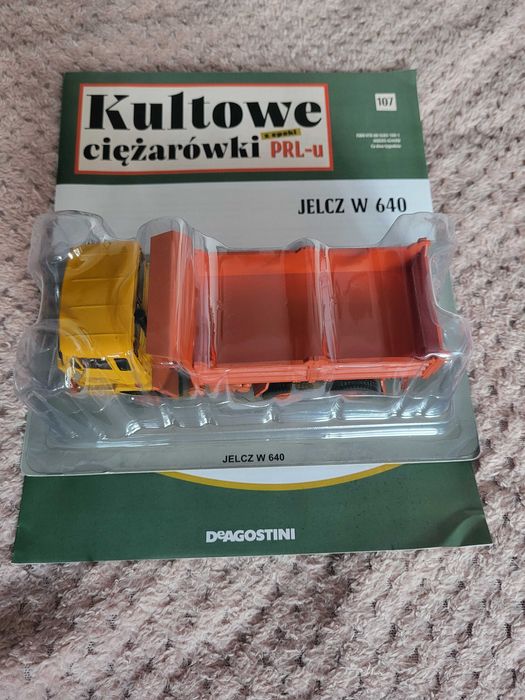 107
Kultowe
z epoki
ciężarówki PRL-u
JELCZ W 640
JELCZ W 640
DeAGOSTINI